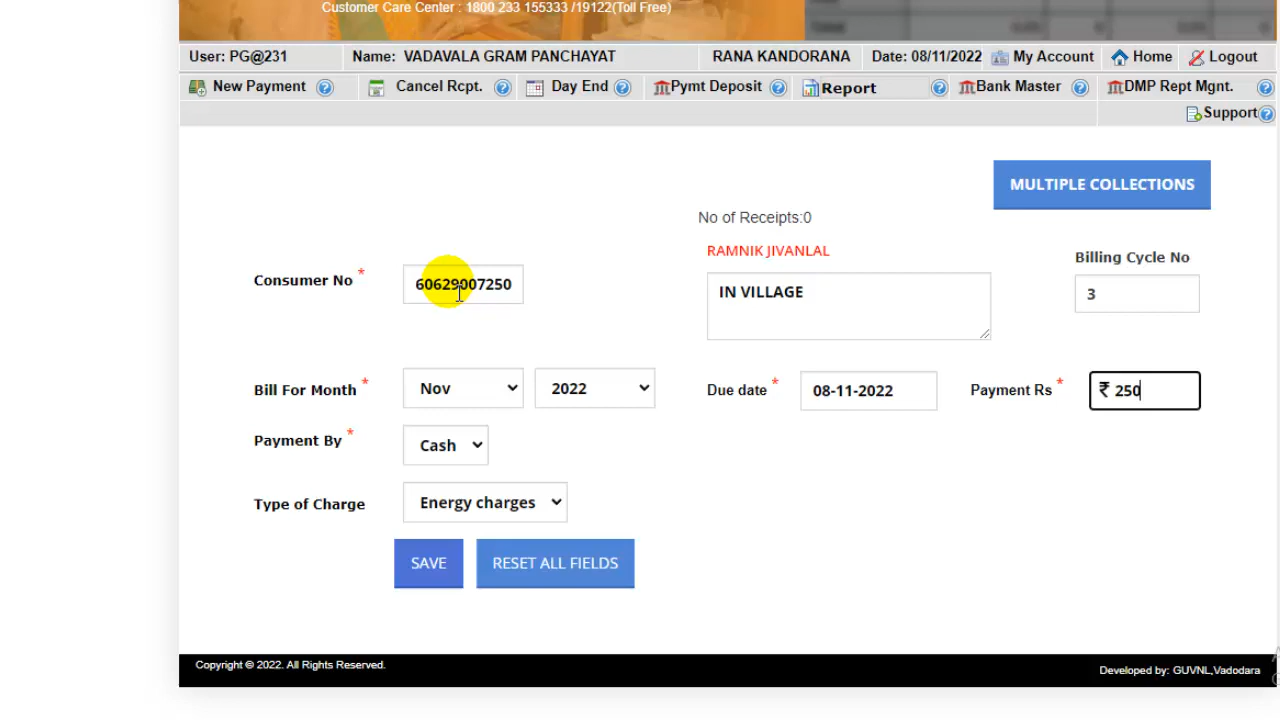 Customer Care Center : 1800 233 155333 /19122(Toll Free)
User: PG@231 Name: VADAVALA GRAM PANCHAYAT RANA KANDORANA Date: 08/11/2022 My Account Home Logout
New Payment Cancel Rcpt. Day End Pymt Deposit Report Bank Master DMP Rept Mgnt.
Support
MULTIPLE COLLECTIONS
No of Receipts:0
RAMNIK JIVANLAL
Billing Cycle No
Consumer No * 60629007250 IN VILLAGE 3
Bill For Month * Nov 2022 Due date * 08-11-2022 Payment Rs * ₹ 250
Payment By * Cash
Type of Charge Energy charges
SAVE RESET ALL FIELDS
Copyright © 2022. All Rights Reserved.
Developed by: GUVNL,Vadodara